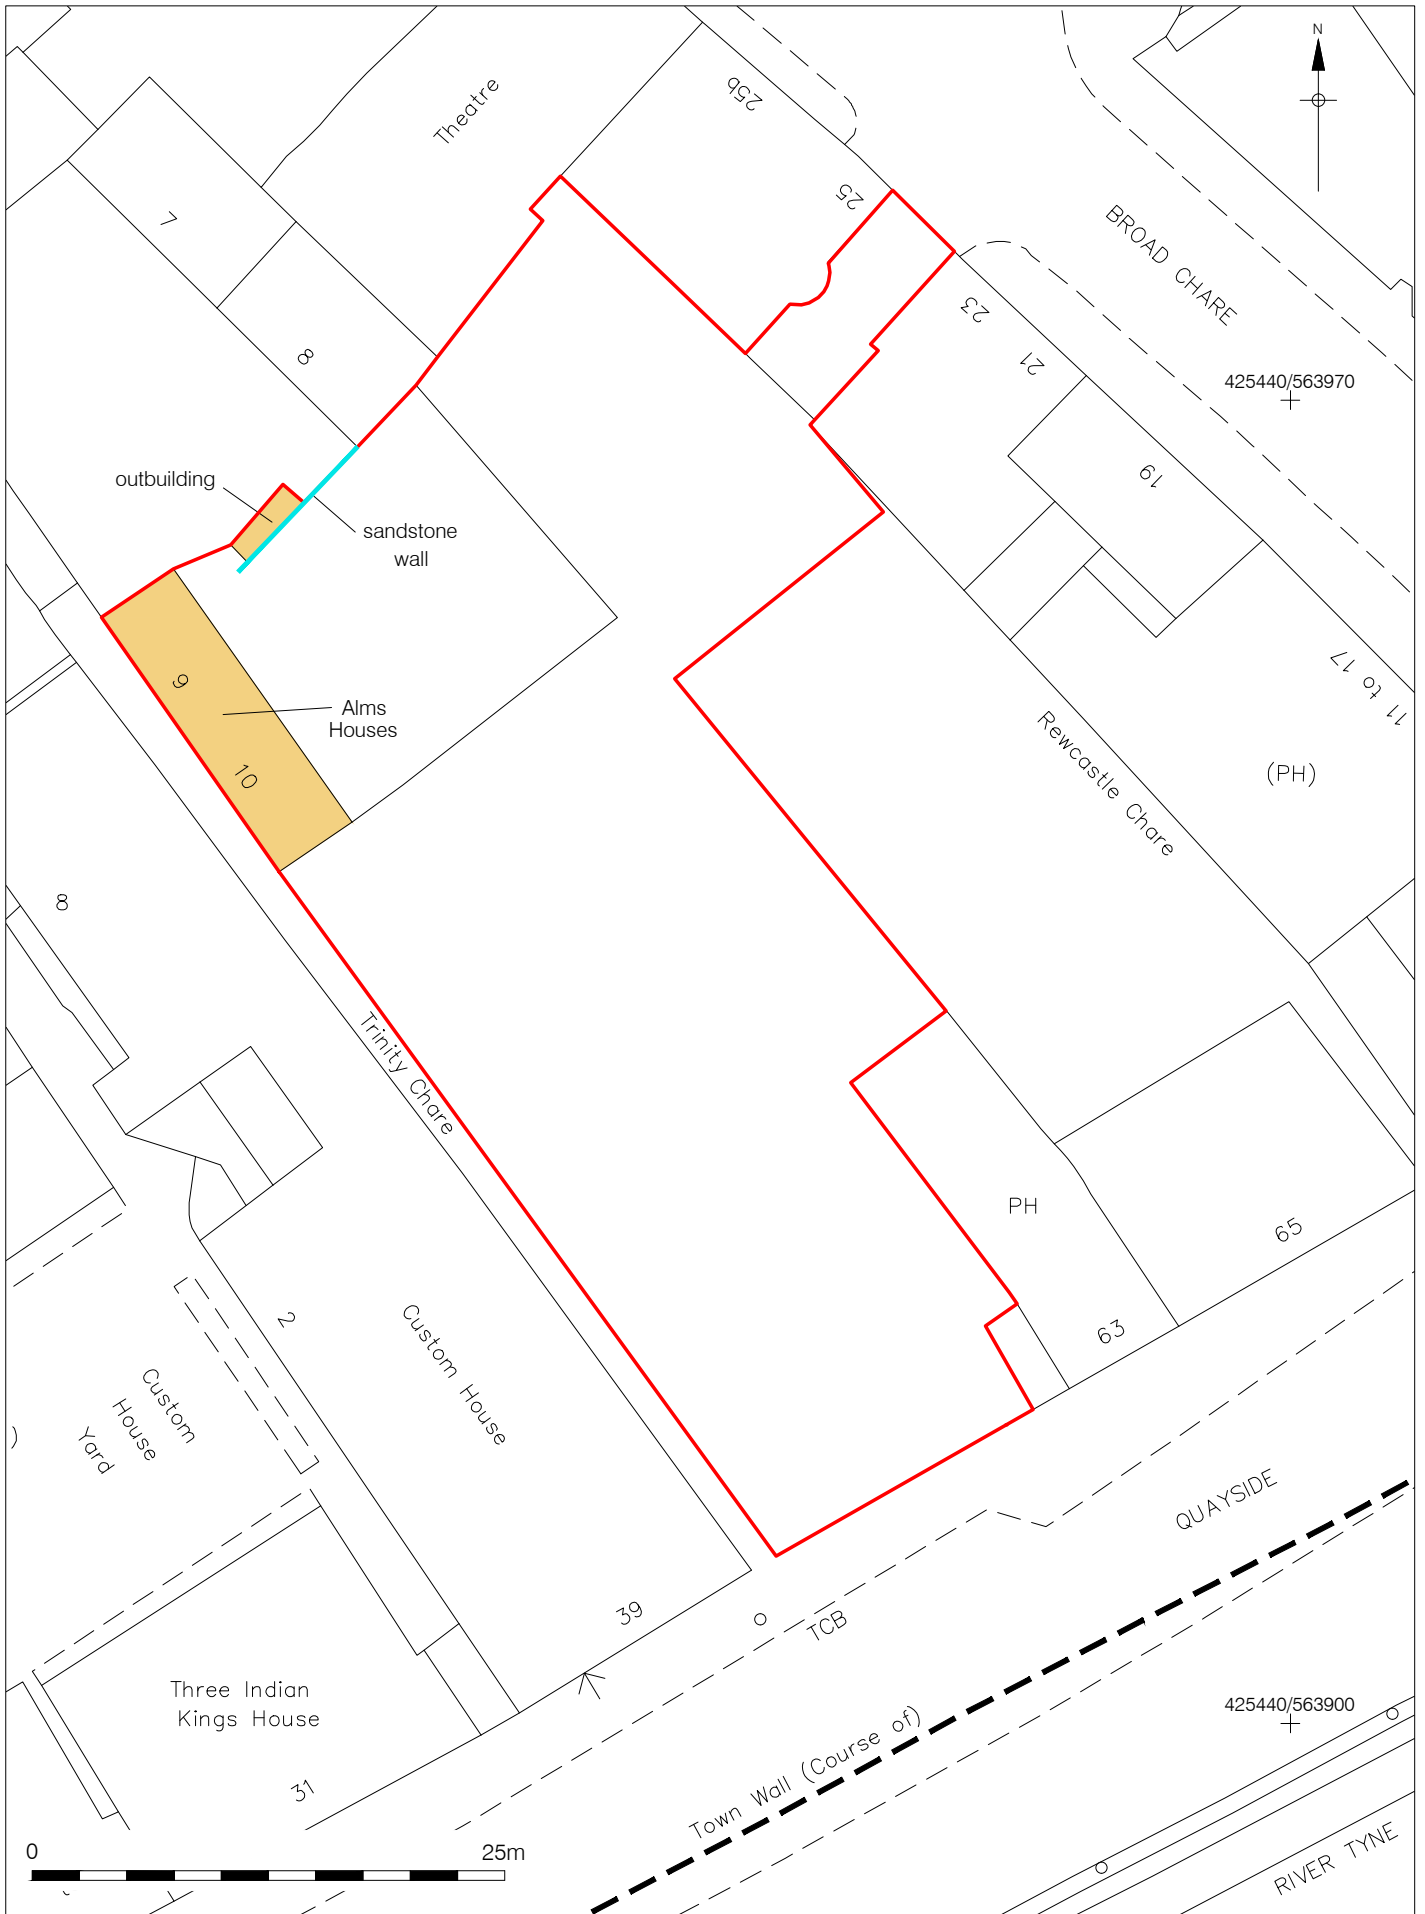 N
Theatre
25b
25
7
BROAD CHARE
23
21
8
425440/563970
19
outbuilding
sandstone
wall
11 to 17
9
Alms
Houses
10
Rewcastle Chare
(PH)
8
Trinity Chare
PH
65
2
63
Custom House
Custom
House
Yard
)
QUAYSIDE
39
TCB
Three Indian
Kings House
425440/563900
Town Wall (Course of)
31
0
25m
RIVER TYNE